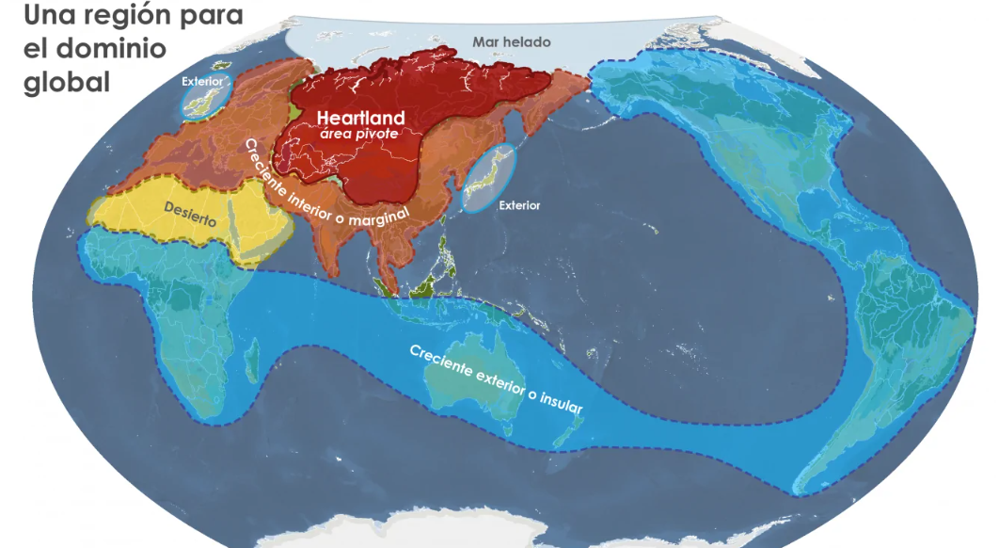 Una región para
el dominio
global
Mar helado
Exterior
Heartland
área pivote
Creciente interior o marginal
Desierto
Exterior
Creciente exterior o insular